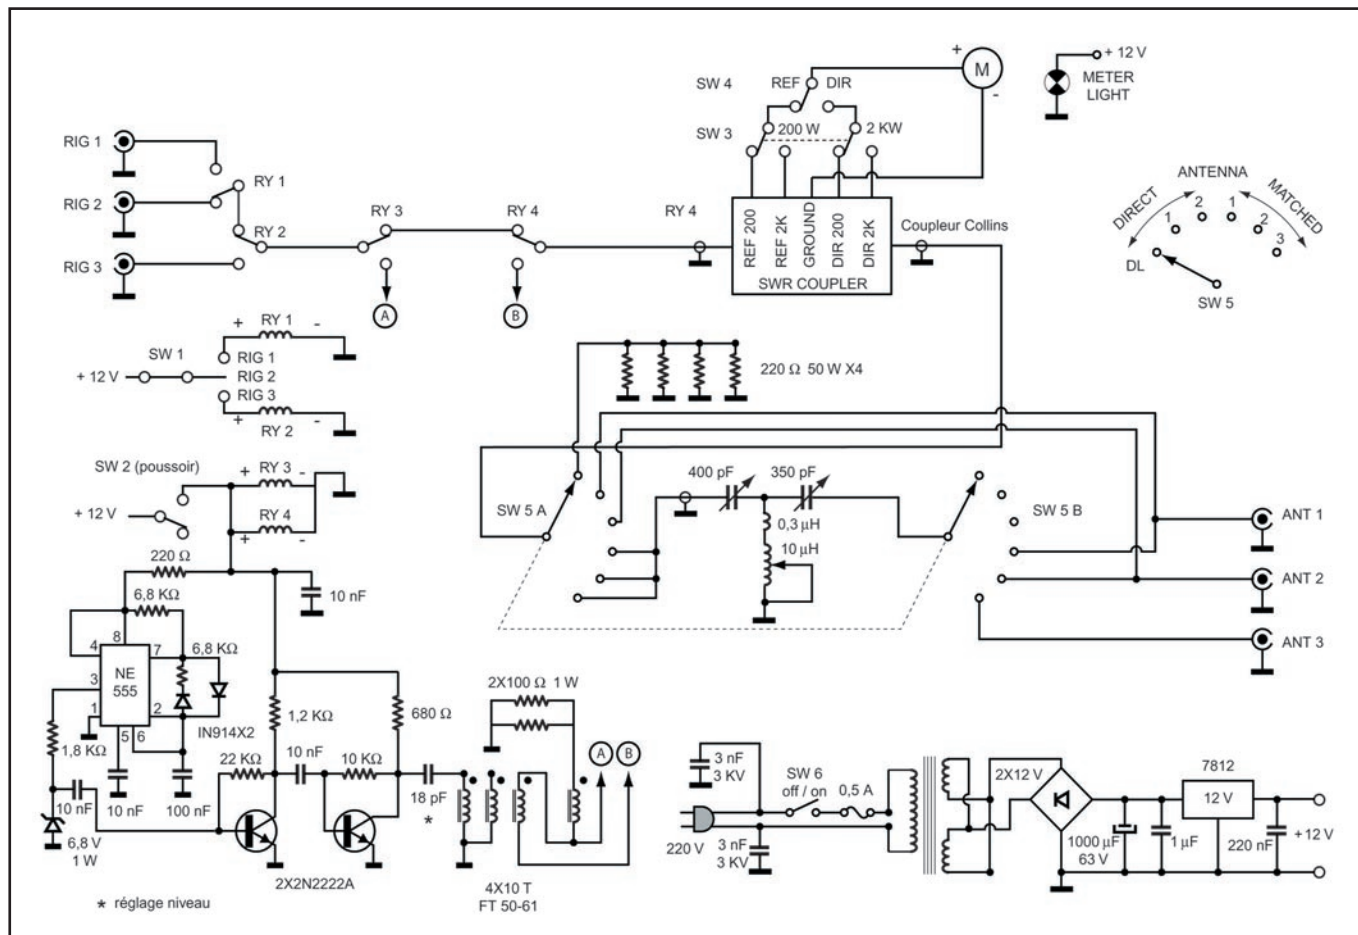 +
M
-
+ 12 V
METER
LIGHT
REF
DIR
SW 4
SW 3
200 W
2 KW
RIG 1
RIG 2
RIG 3
RY 1
RY 2
RY 3
RY 4
RY 4
A
B
REF 200
REF 2K
GROUND
DIR 200
DIR 2K
SWR COUPLER
Coupleur Collins
ANTENNA
DIRECT
MATCHED
1
2
1
2
3
DL
SW 5
+
RY 1
-
SW 1
+ 12 V
RIG 1
RIG 2
RIG 3
+
RY 2
-
220 Ω 50 W X4
SW 2 (poussoir)
+ 12 V
+
RY 3
-
RY 4
+
-
SW 5 A
400 pF
350 pF
0,3 µH
10 µH
SW 5 B
ANT 1
ANT 2
ANT 3
220 Ω
6,8 KΩ
10 nF
8
4
7
6,8 KΩ
NE
555
3
1
2
5
6
IN914X2
1,8 KΩ
1,2 KΩ
680 Ω
22 KΩ
10 nF
10 KΩ
10 nF
10 nF
100 nF
6,8 V
1 W
18 pF
*
2X2N2222A
2X100 Ω 1 W
A
B
4X10 T
FT 50-61
* réglage niveau
3 nF
3 KV
SW 6
off / on
0,5 A
220 V
3 nF
3 KV
2X12 V
7812
12 V
1000 µF
63 V
1 µF
220 nF
+ 12 V